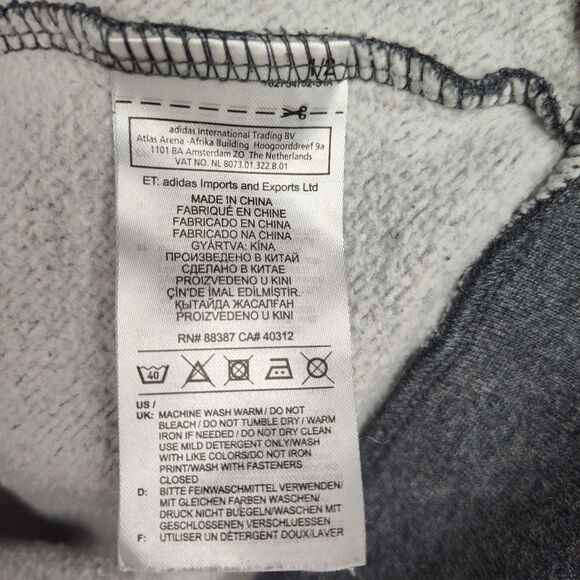 1/2
adidas International Trading BV
Atlas Arena -Afrika Building Hoogoorddreef 9a
1101 BA Amsterdam ZO The Netherlands
VAT NO. NL 8073.01.322.B.01
ET: adidas Imports and Exports Ltd
MADE IN CHINA
FABRIQUÉ EN CHINE
FABRICADO EN CHINA
FABRICADO NA CHINA
GYÁRTVA: KÍNA
ПРОИЗВЕДЕНО В КИТАЙ
СДЕЛАНО В КИТАЕ
PROIZVEDENO U KINI
ÇİN'DE İMAL EDİLMİŞTİR.
ҚЫТАЙДА ЖАСАЛҒАН
PROIZVEDENO U KINI
RN# 88387 CA# 40312
40
US /
UK: MACHINE WASH WARM / DO NOT
BLEACH / DO NOT TUMBLE DRY / WARM
IRON IF NEEDED / DO NOT DRY CLEAN
USE MILD DETERGENT ONLY/WASH
WITH LIKE COLORS/DO NOT IRON
PRINT/WASH WITH FASTENERS
CLOSED
D: BITTE FEINWASCHMITTEL VERWENDEN/
MIT GLEICHEN FARBEN WASCHEN/
DRUCK NICHT BUEGELN/WASCHEN MIT
GESCHLOSSENEN VERSCHLUESSEN
F: UTILISER UN DÉTERGENT DOUX/LAVER